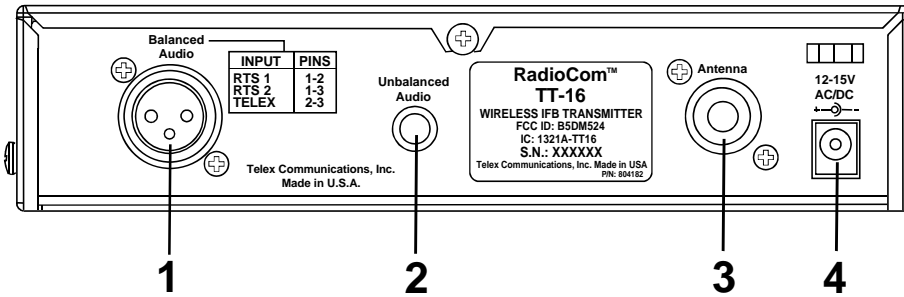 Balanced
Audio
INPUT PINS
RTS 1 1-2
RTS 2 1-3
TELEX 2-3
Unbalanced
Audio
Telex Communications, Inc.
Made in U.S.A.
RadioCom™
TT-16
WIRELESS IFB TRANSMITTER
FCC ID: B5DM524
IC: 1321A-TT16
S.N.: XXXXXX
Telex Communications, Inc. Made in USA
P/N: 804182
Antenna
12-15V
AC/DC
+ -
1 2 3 4